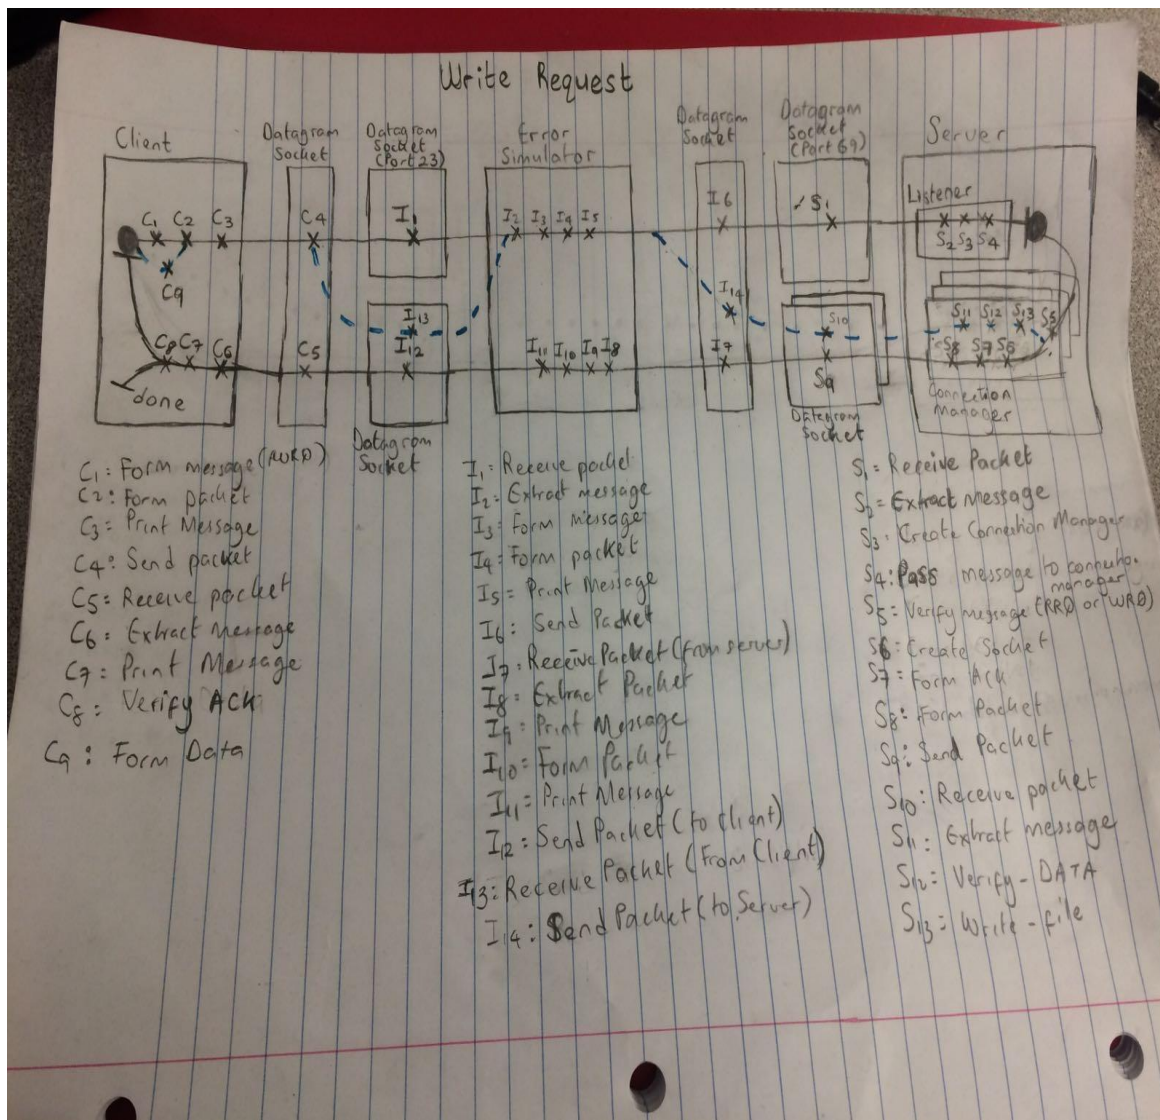 Write Request
Client
Datagram
Socket
Datagram
Socket
(Port 23)
Error
Simulator
Datagram
Socket
Datagram
Socket
(Port 69)
Server
Listener
C1
C2
C3
C4
I1
I2
I3
I4
I5
I6
S1
S2
S3
S4
C9
I13
I14
S10
S11
S12
S13
S5
C8
C7
C6
C5
I12
I11
I10
I9
I8
I7
S9
S8
S7
S6
done
Datagram
Socket
Datagram
Socket
Connection
Manager
C1: Form message
C2: Form packet
C3: Print Message
C4: Send packet
C5: Receive packet
C6: Extract Message
C7: Print Message
C8: Verify ACK
C9: Form Data
I1: Receive packet
I2: Extract message
I3: Form message
I4: Form packet
I5: Print Message
I6: Send Packet
I7: Receive Packet (from server)
I8: Extract Packet
I9: Print Message
I10: Form Packet
I11: Print Message
I12: Send Packet (to client)
I13: Receive Packet (From Client)
I14: Send Packet (to Server)
S1: Receive Packet
S2: Extract Message
S3: Create Connection Manager
S4: Pass message to
manager
S5: Verify message (RRQ or WRQ)
S6: Create Socket
S7: Form Ack
S8: Form Packet
S9: Send Packet
S10: Receive packet
S11: Extract message
S12: Verify-DATA
S13: Write-file